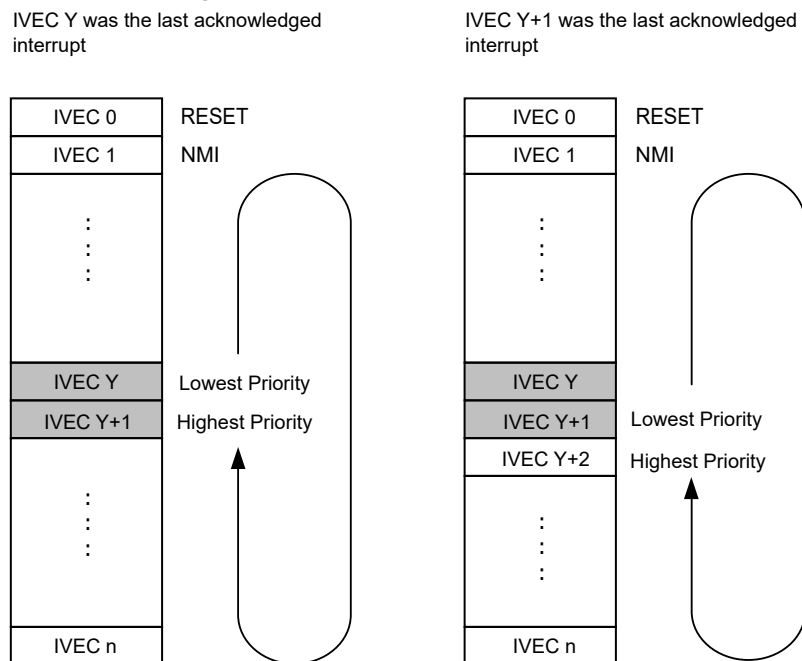 IVEC Y was the last acknowledged
interrupt
IVEC 0 RESET
IVEC 1 NMI
⋮
IVEC Y Lowest Priority
IVEC Y+1 Highest Priority
⋮
IVEC n
IVEC Y+1 was the last acknowledged
interrupt
IVEC 0 RESET
IVEC 1 NMI
⋮
IVEC Y
IVEC Y+1 Lowest Priority
IVEC Y+2 Highest Priority
⋮
IVEC n